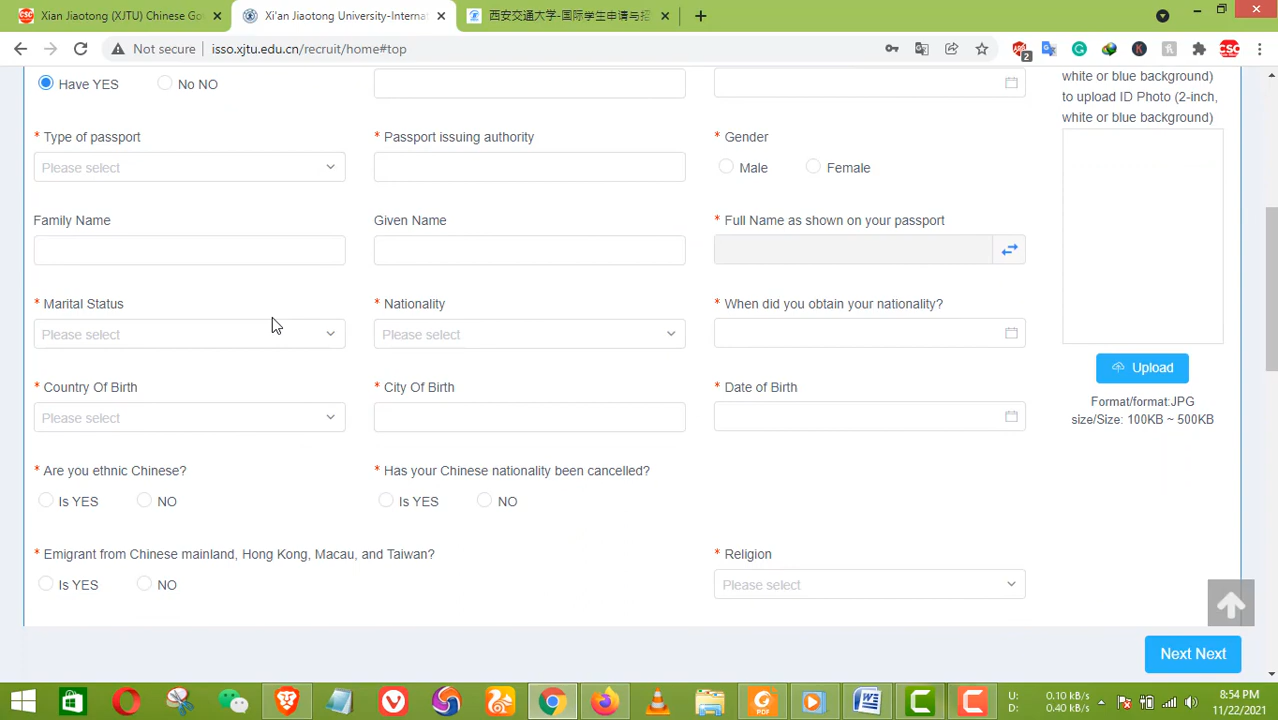 Xian Jiaotong (XJTU) Chinese Gov
Xi'an Jiaotong University-Internat
西安交通大学-国际学生申请与招
Not secure
isso.xjtu.edu.cn/recruit/home#top
2
CSC
Have YES
No NO
white or blue background)
to upload ID Photo (2-inch,
white or blue background)
* Type of passport
* Passport issuing authority
* Gender
Please select
Male
Female
Family Name
Given Name
* Full Name as shown on your passport
* Marital Status
* Nationality
* When did you obtain your nationality?
Please select
Please select
Upload
* Country Of Birth
* City Of Birth
* Date of Birth
Please select
Format/format:JPG
size/Size: 100KB ~ 500KB
* Are you ethnic Chinese?
* Has your Chinese nationality been cancelled?
Is YES
NO
Is YES
NO
* Emigrant from Chinese mainland, Hong Kong, Macau, and Taiwan?
* Religion
Is YES
NO
Please select
Next Next
U: 0.10 kB/s
D: 0.40 kB/s
8:54 PM
11/22/2021